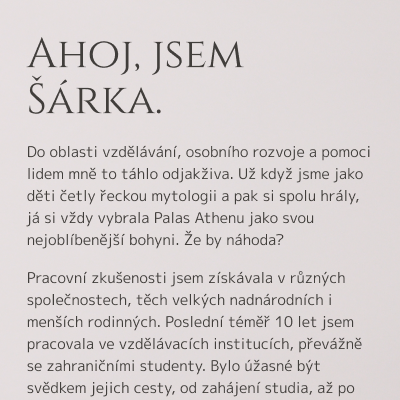 Ahoj, jsem
Šárka.
Do oblasti vzdělávání, osobního rozvoje a pomoci
lidem mně to táhlo odjakživa. Už když jsme jako
děti četly řeckou mytologii a pak si spolu hrály,
já si vždy vybrala Palas Athenu jako svou
nejoblíbenější bohyni. Že by náhoda?
Pracovní zkušenosti jsem získávala v různých
společnostech, těch velkých nadnárodních i
menších rodinných. Poslední téměř 10 let jsem
pracovala ve vzdělávacích institucích, převážně
se zahraničními studenty. Bylo úžasné být
svědkem jejich cesty, od zahájení studia, až po